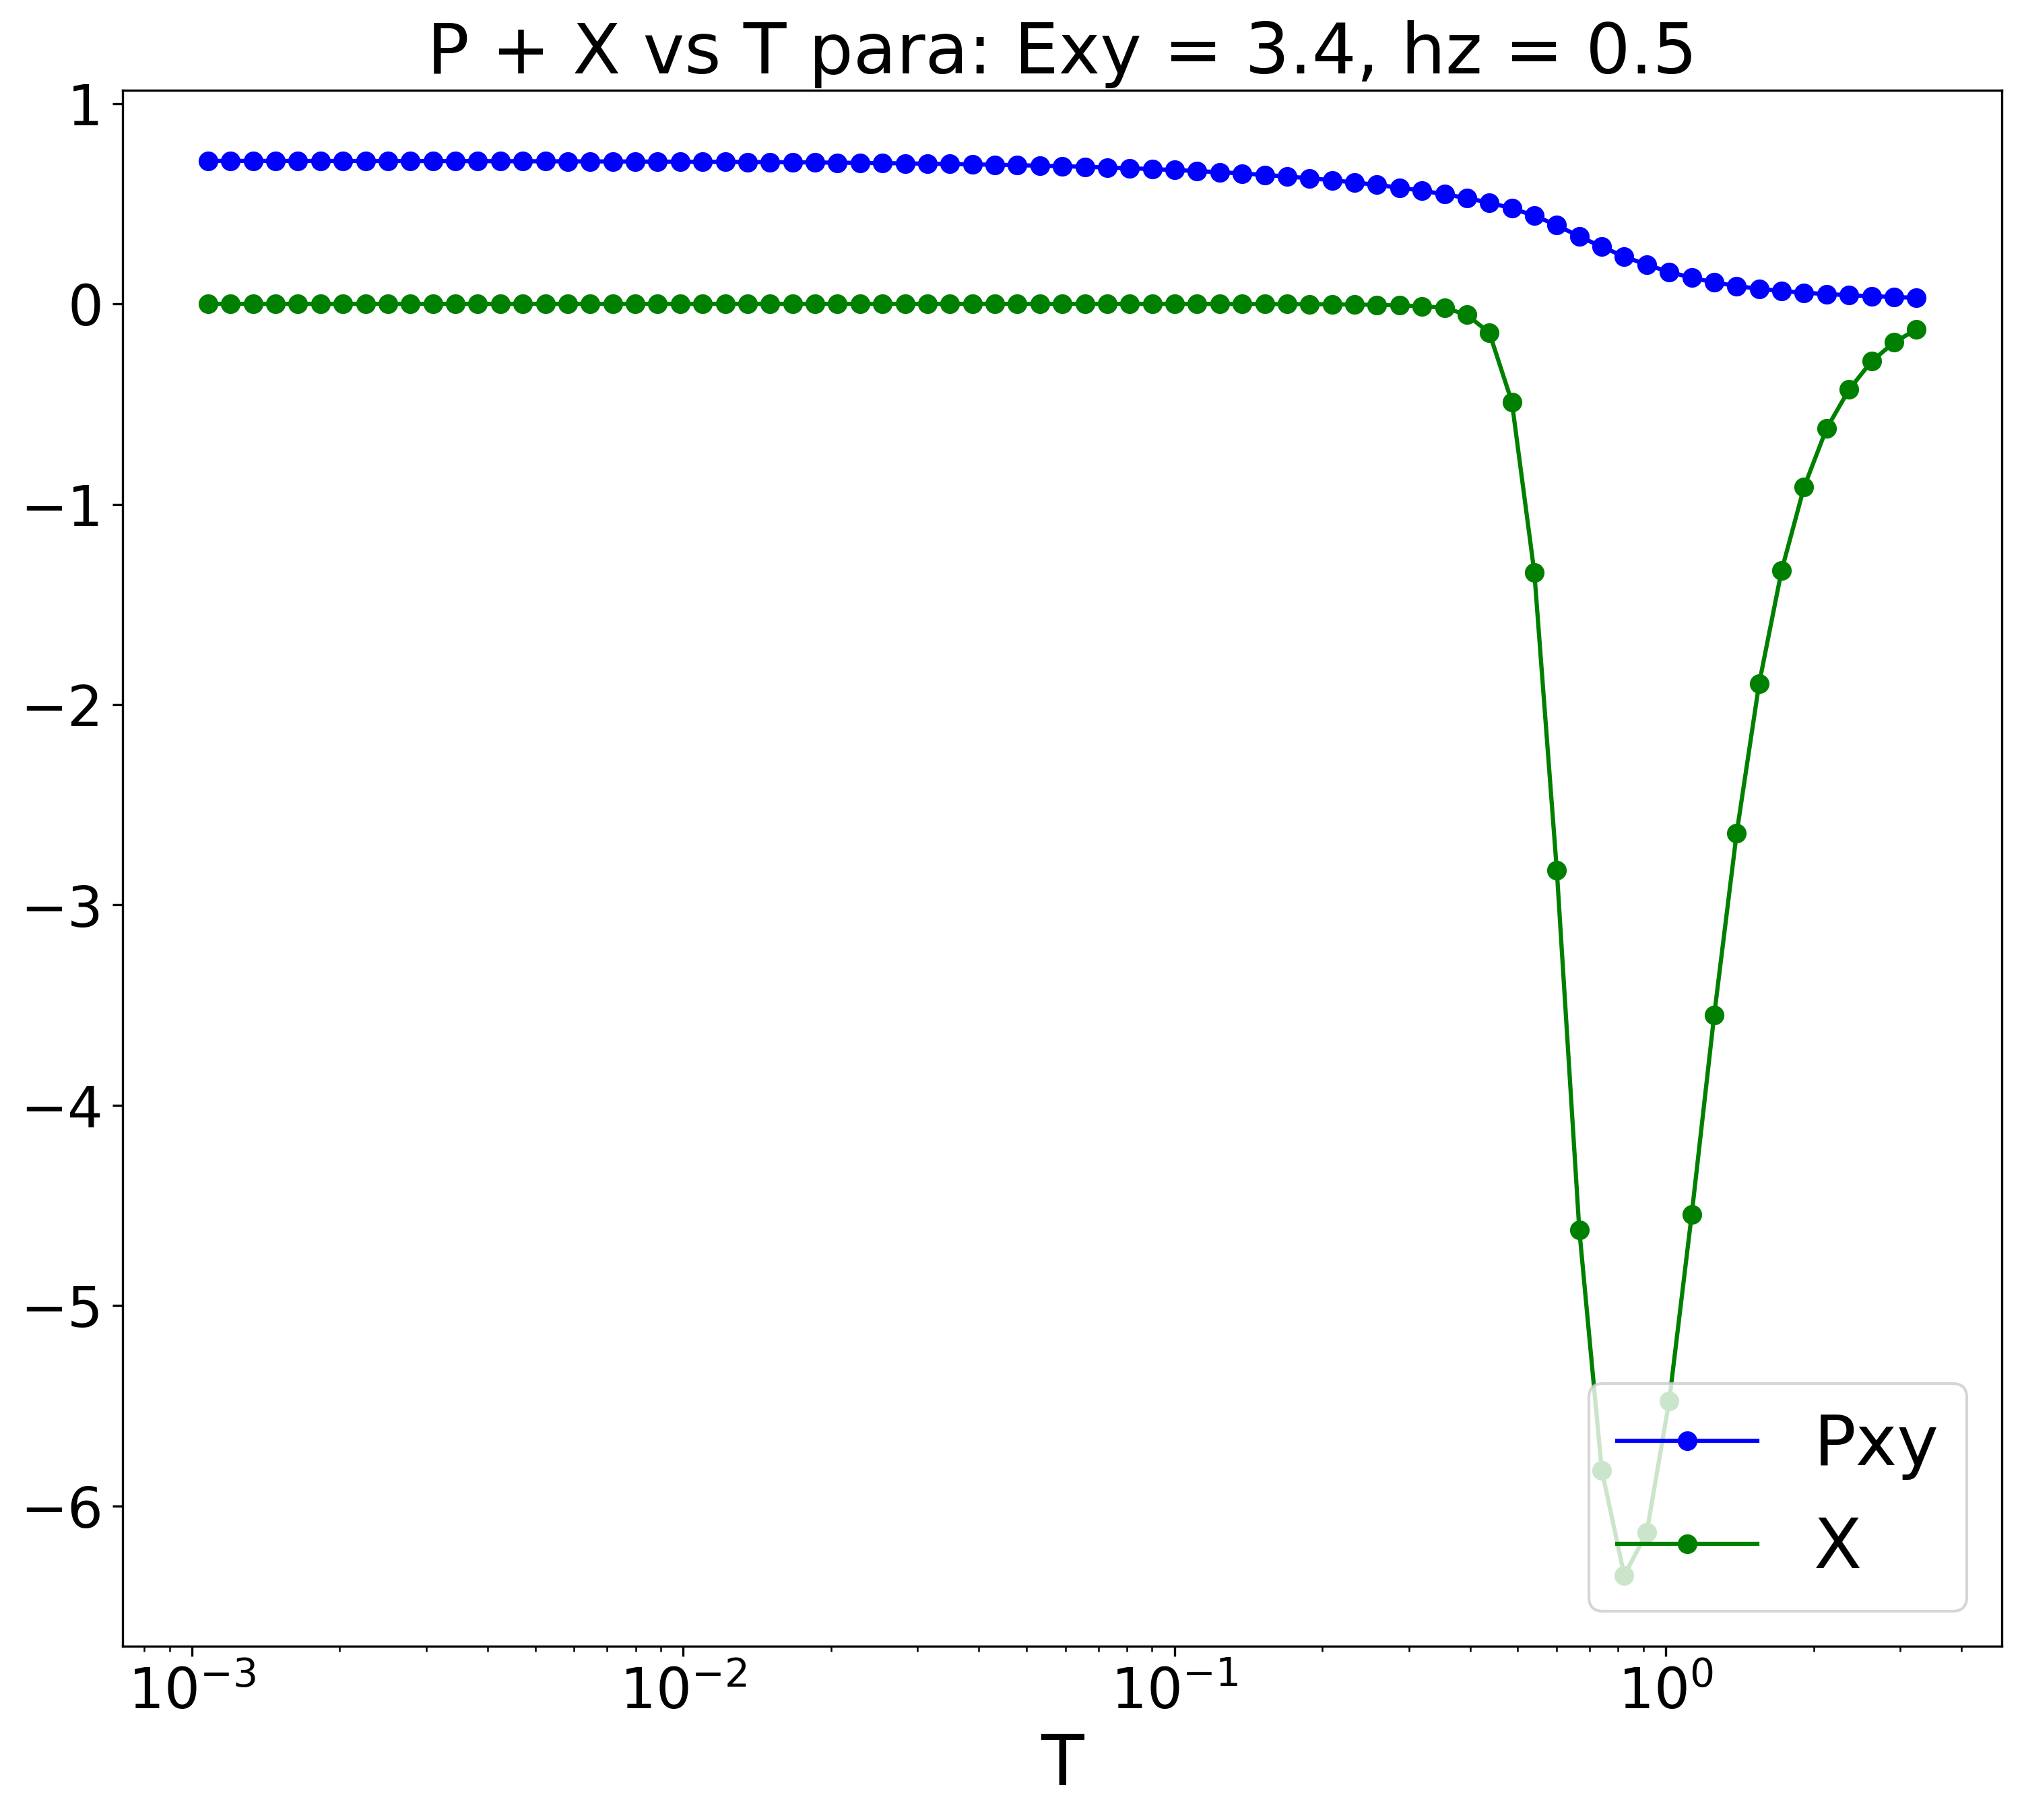 P + X vs T para: Exy = 3.4, hz = 0.5
1
0
−1
−2
−3
−4
−5
−6
Pxy
X
10⁻³ 10⁻² 10⁻¹ 10⁰
T